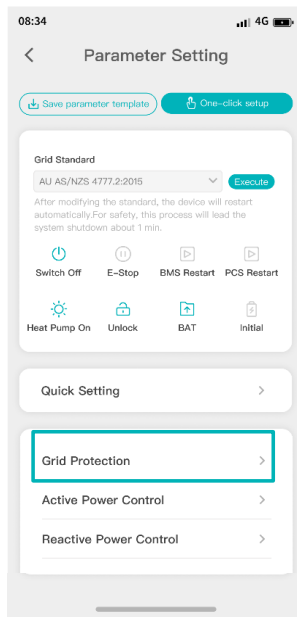 08:34
4G
Parameter Setting
Save parameter template
One-click setup
Grid Standard
AU AS/NZS 4777.2:2015
Execute
After modifying the standard, the device will restart
automatically.For safety, this process will lead the
system shutdown about 1 min.
Switch Off
E-Stop
BMS Restart
PCS Restart
Heat Pump On
Unlock
BAT
Initial
Quick Setting
Grid Protection
Active Power Control
Reactive Power Control